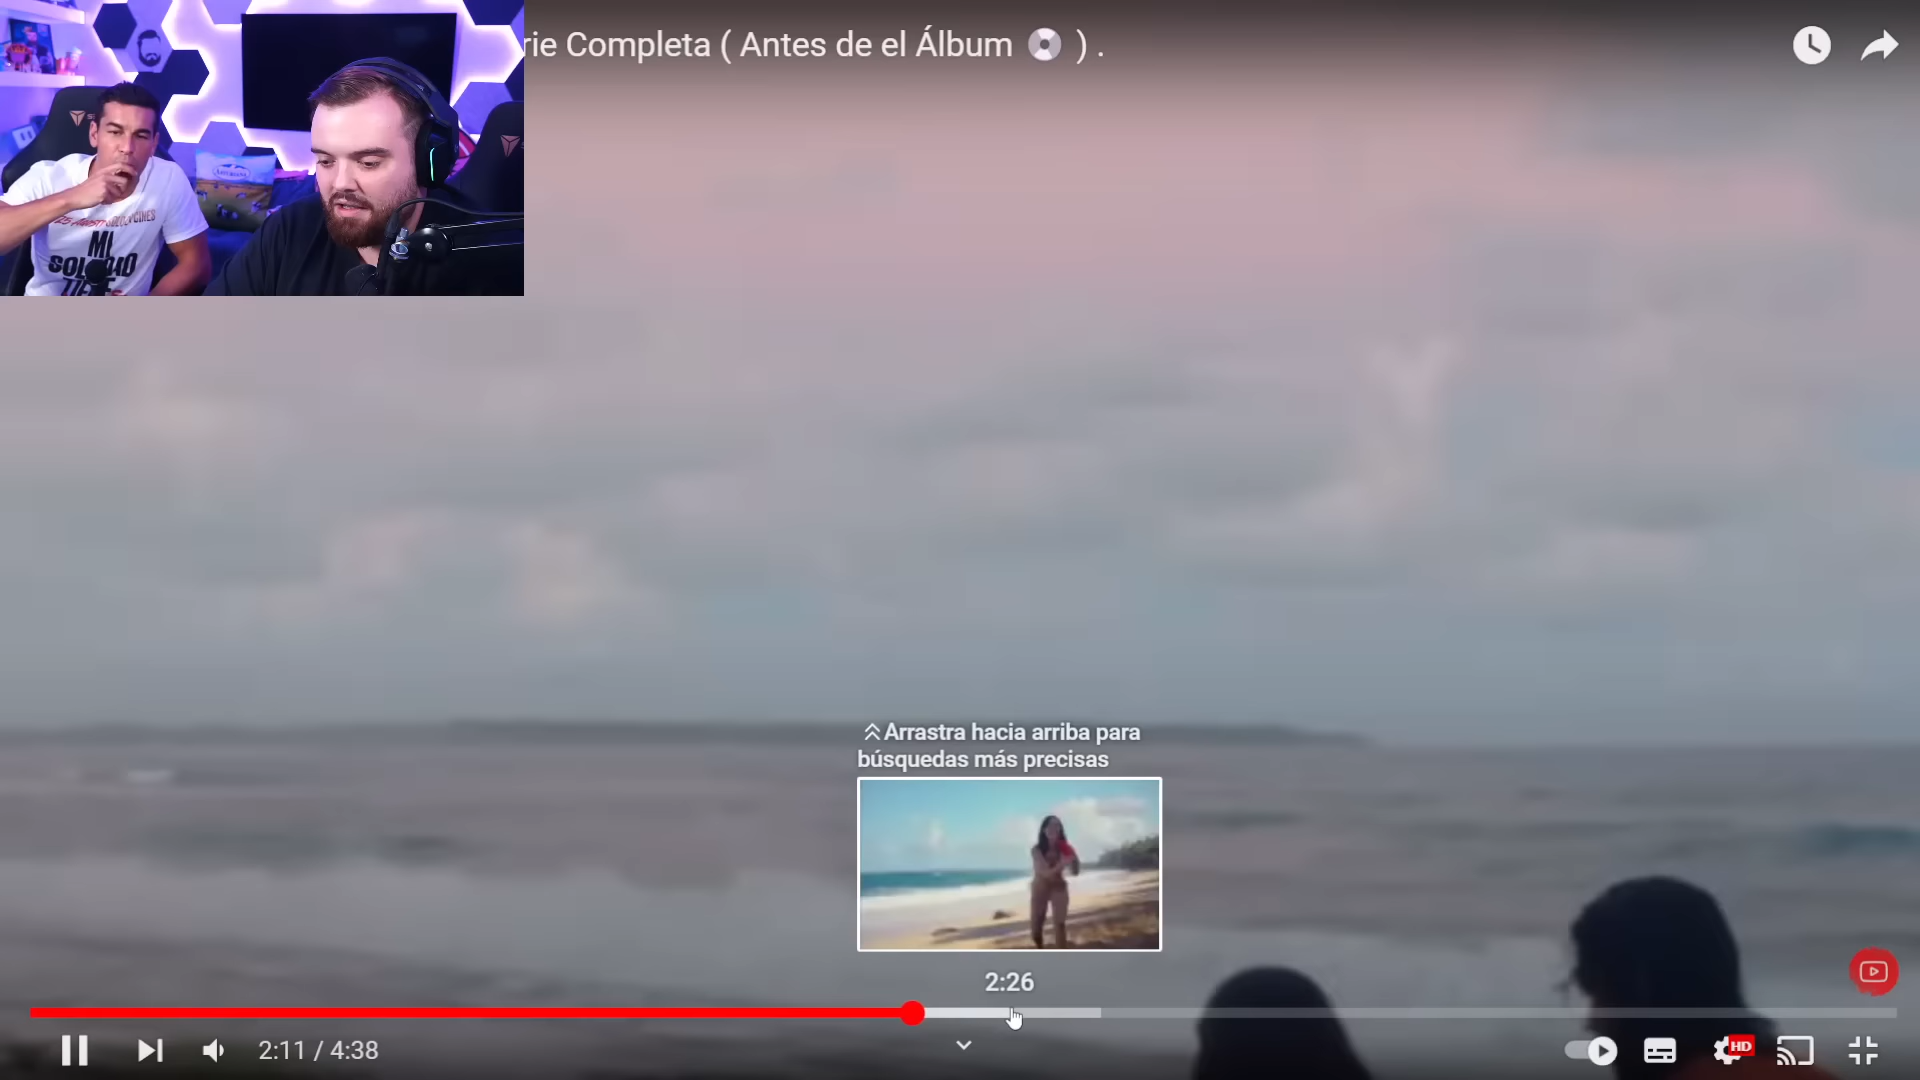 rie Completa ( Antes de el Álbum ) .
MI
Arrastra hacia arriba para
búsquedas más precisas
2:26
2:11 / 4:38
HD